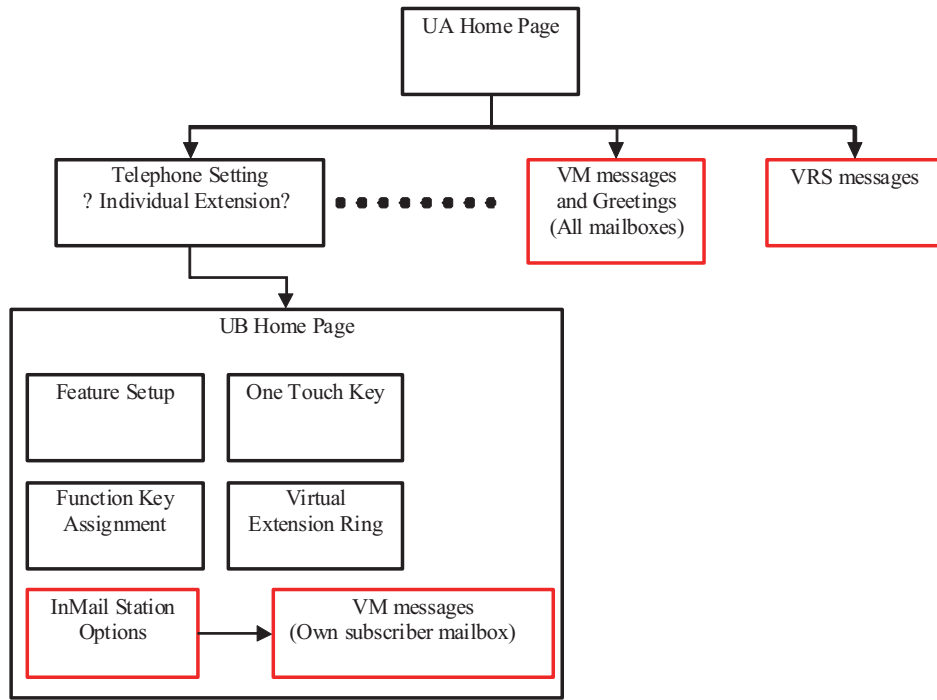 UA Home Page
Telephone Setting
? Individual Extension?
VM messages
and Greetings
(All mailboxes)
VRS messages
UB Home Page
Feature Setup
One Touch Key
Function Key
Assignment
Virtual
Extension Ring
InMail Station
Options
VM messages
(Own subscriber mailbox)